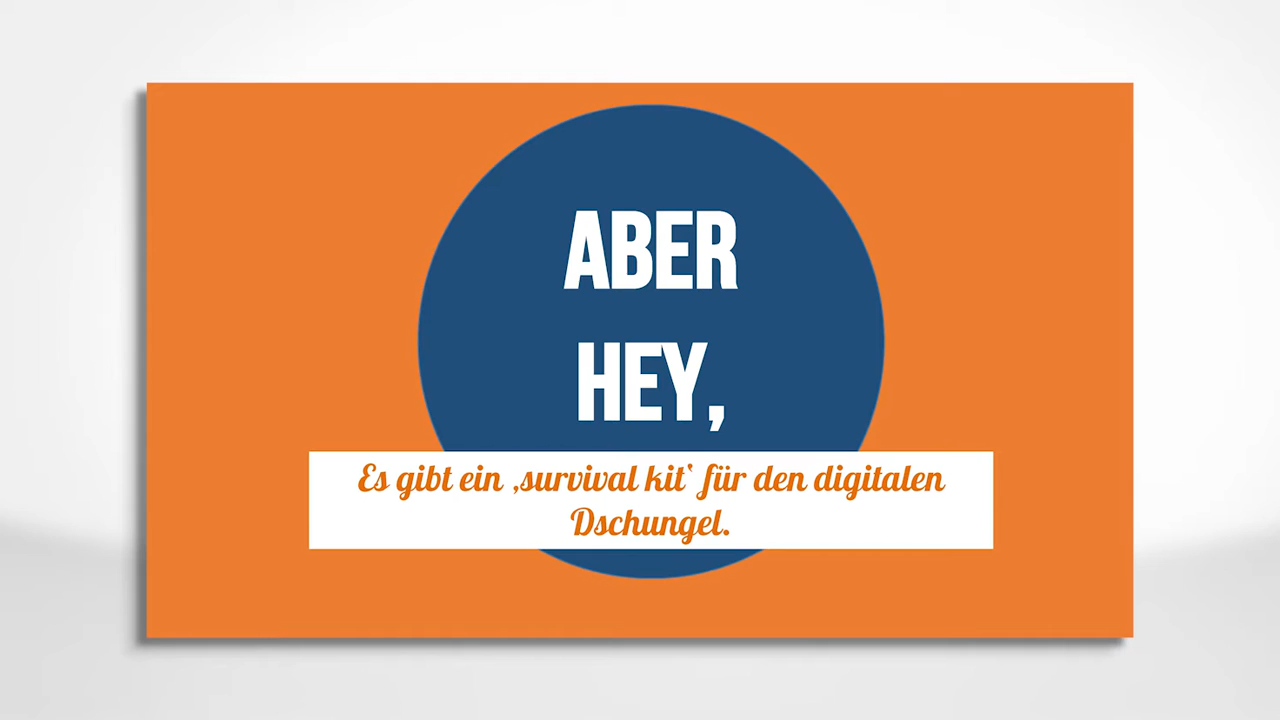 ABER
HEY,
Es gibt ein ‚survival kit‘ für den digitalen
Dschungel.